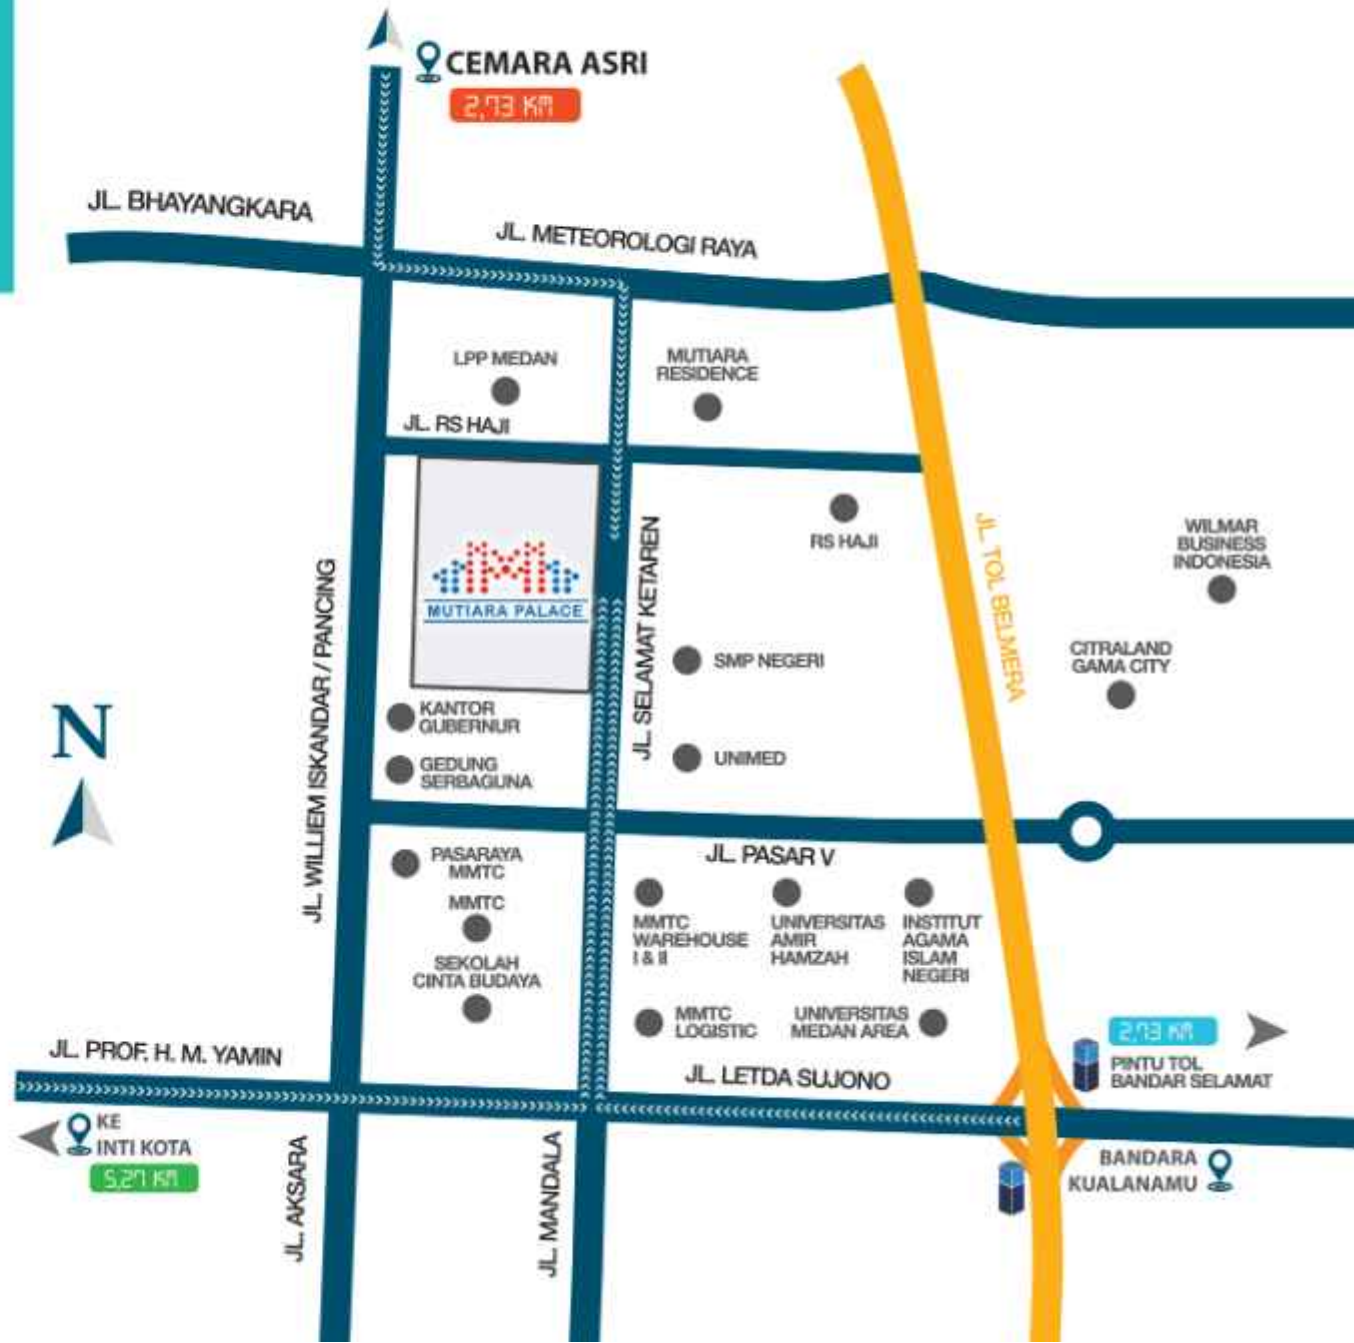 CEMARA ASRI
2,73 KM
JL. BHAYANGKARA
JL. METEOROLOGI RAYA
LPP MEDAN
MUTIARA
RESIDENCE
JL. RS HAJI
RS HAJI
WILMAR
BUSINESS
INDONESIA
MUTIARA PALACE
JL. WILLIEM ISKANDAR / PANCING
JL. SELAMAT KETAREN
JL. TOL BELMERA
SMP NEGERI
CITRALAND
GAMA CITY
N
KANTOR
GUBERNUR
UNIMED
GEDUNG
SERBAGUNA
JL. PASAR V
PASARAYA
MMTC
MMTC
SEKOLAH
CINTA BUDAYA
MMTC
WAREHOUSE
I & II
UNIVERSITAS
AMIR
HAMZAH
INSTITUT
AGAMA
ISLAM
NEGERI
MMTC
LOGISTIC
UNIVERSITAS
MEDAN AREA
2,73 KM
PINTU TOL
BANDAR SELAMAT
JL. PROF. H. M. YAMIN
JL. LETDA SUJONO
KE
INTI KOTA
5,27 KM
JL. AKSARA
JL. MANDALA
BANDARA
KUALANAMU